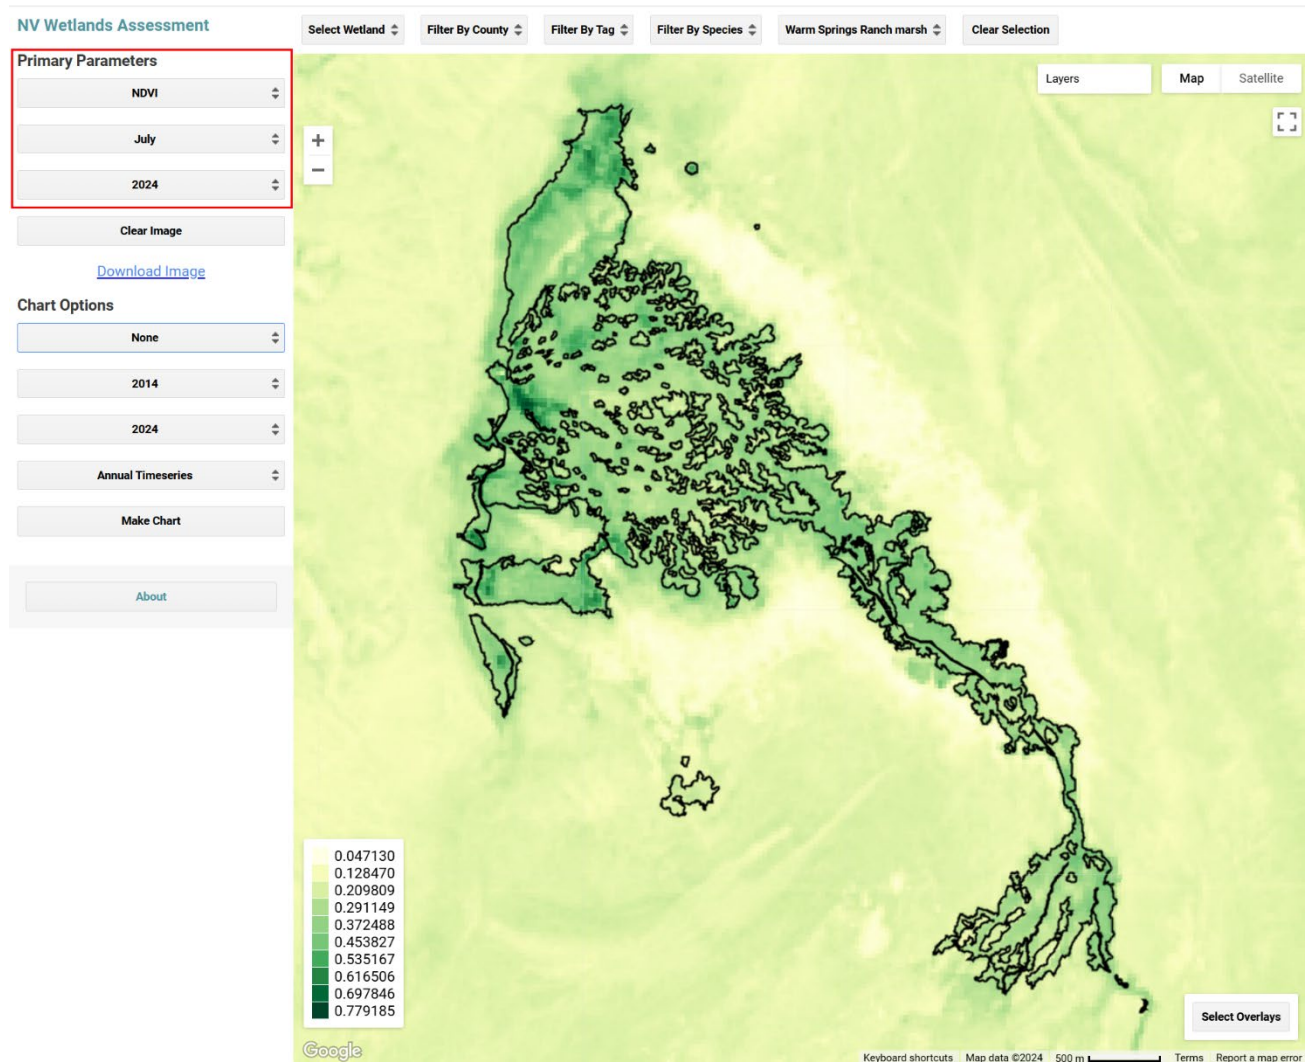 NV Wetlands Assessment
Select Wetland
Filter By County
Filter By Tag
Filter By Species
Warm Springs Ranch marsh
Clear Selection
Primary Parameters
NDVI
July
2024
Clear Image
Download Image
Chart Options
None
2014
2024
Annual Timeseries
Make Chart
About
Layers
Map
Satellite
+
−
0.047130
0.128470
0.209809
0.291149
0.372488
0.453827
0.535167
0.616506
0.697846
0.779185
Select Overlays
Google
Keyboard shortcuts
Map data ©2024
500 m
Terms
Report a map error